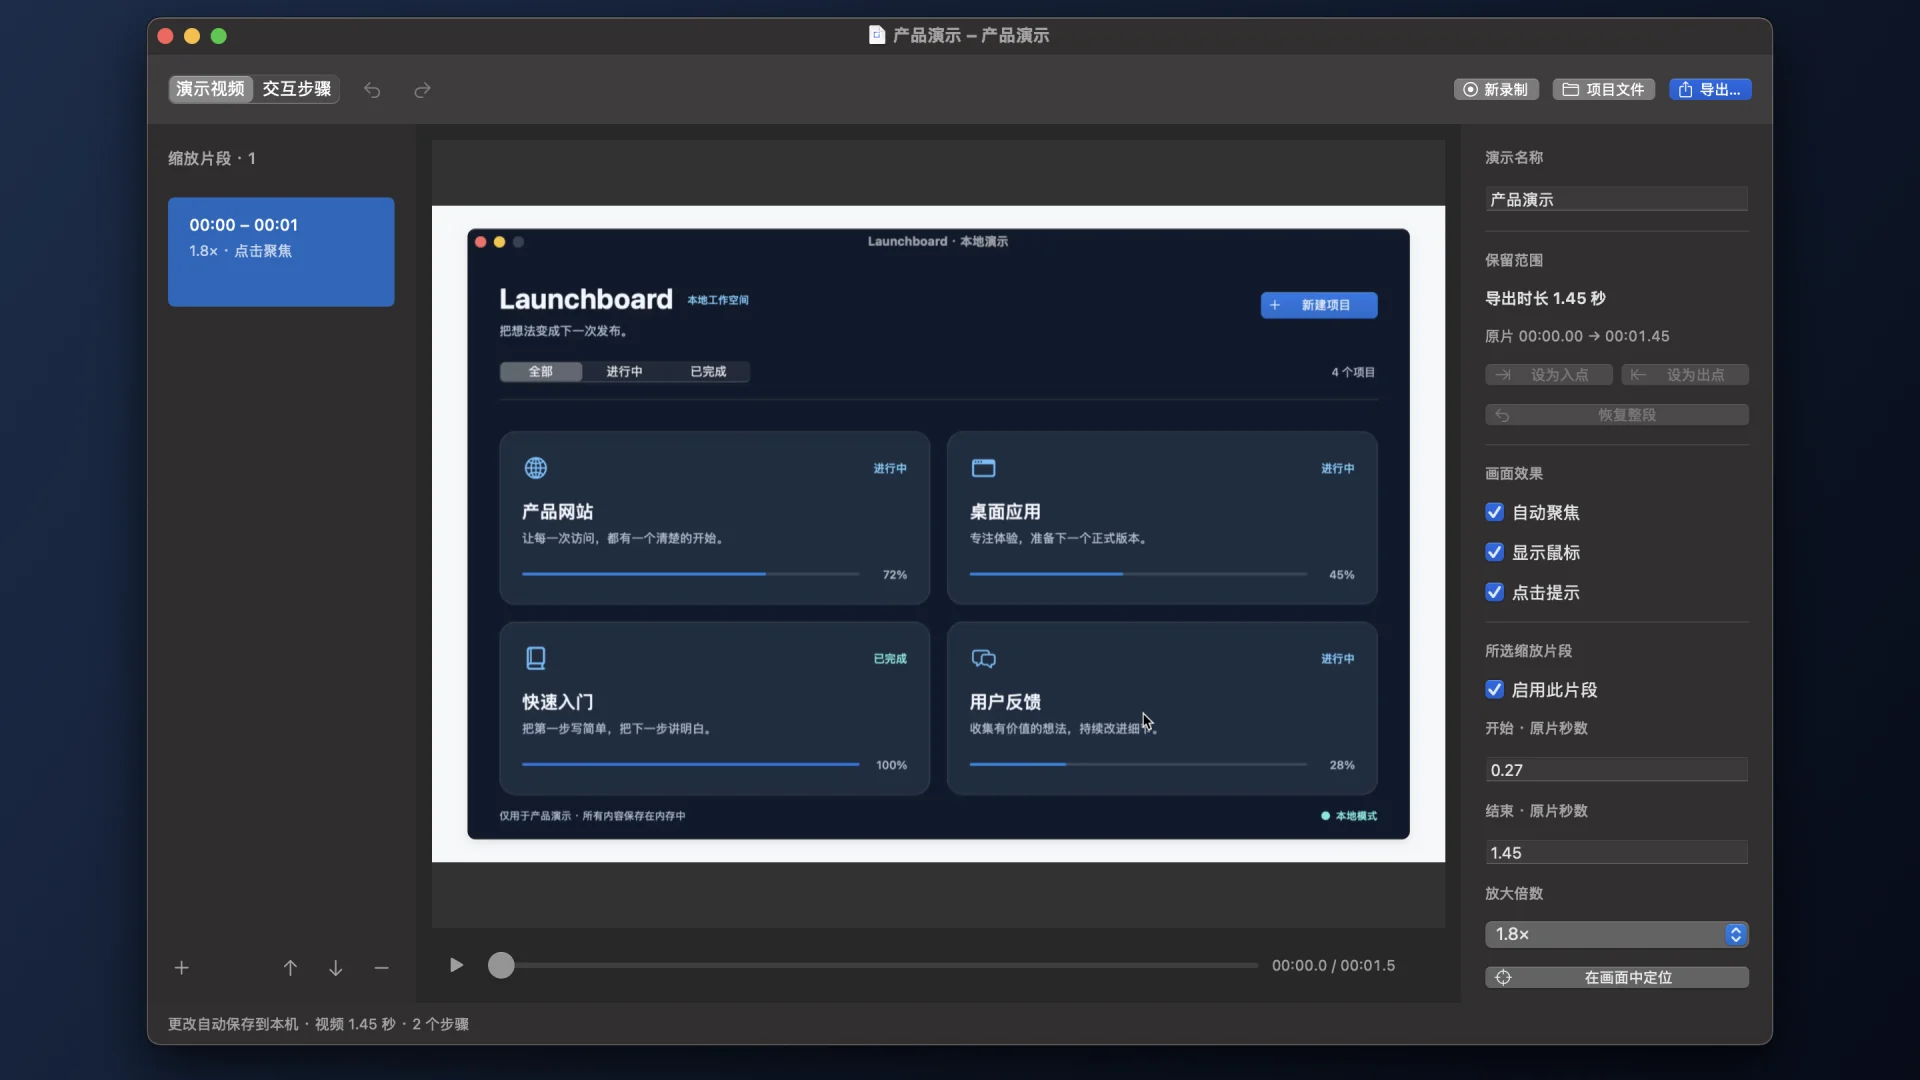 产品演示 – 产品演示
演示视频
交互步骤
新录制
项目文件
导出...
缩放片段 · 1
00:00 – 00:01
1.8× · 点击聚焦
Launchboard · 本地演示
Launchboard
本地工作空间
把想法变成下一次发布。
新建项目
全部
进行中
已完成
4 个项目
进行中
产品网站
让每一次访问，都有一个清楚的开始。
72%
进行中
桌面应用
专注体验，准备下一个正式版本。
45%
已完成
快速入门
把第一步写简单，把下一步讲明白。
100%
进行中
用户反馈
收集有价值的想法，持续改进细。
28%
仅用于产品演示 · 所有内容保存在内存中
本地模式
00:00.0 / 00:01.5
演示名称
产品演示
保留范围
导出时长 1.45 秒
原片 00:00.00 → 00:01.45
设为入点
设为出点
恢复整段
画面效果
自动聚焦
显示鼠标
点击提示
所选缩放片段
启用此片段
开始 · 原片秒数
0.27
结束 · 原片秒数
1.45
放大倍数
1.8×
在画面中定位
更改自动保存到本机 · 视频 1.45 秒 · 2 个步骤